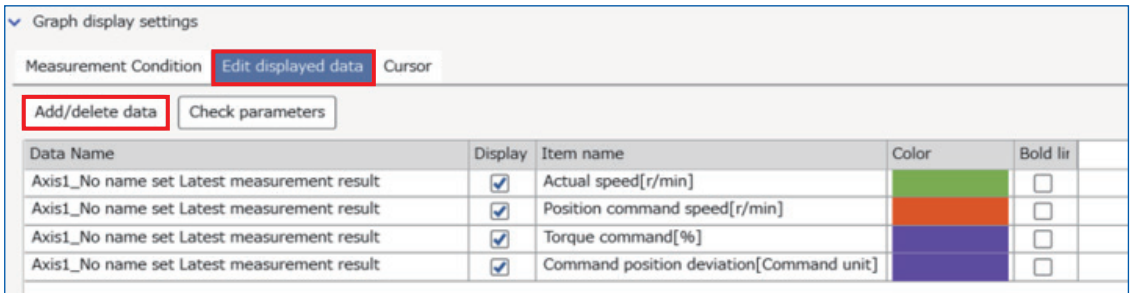 Graph display settings
Measurement Condition Edit displayed data Cursor
Add/delete data Check parameters
Data Name Display Item name Color Bold lir
Axis1_No name set Latest measurement result Actual speed[r/min]
Axis1_No name set Latest measurement result Position command speed[r/min]
Axis1_No name set Latest measurement result Torque command[%]
Axis1_No name set Latest measurement result Command position deviation[Command unit]